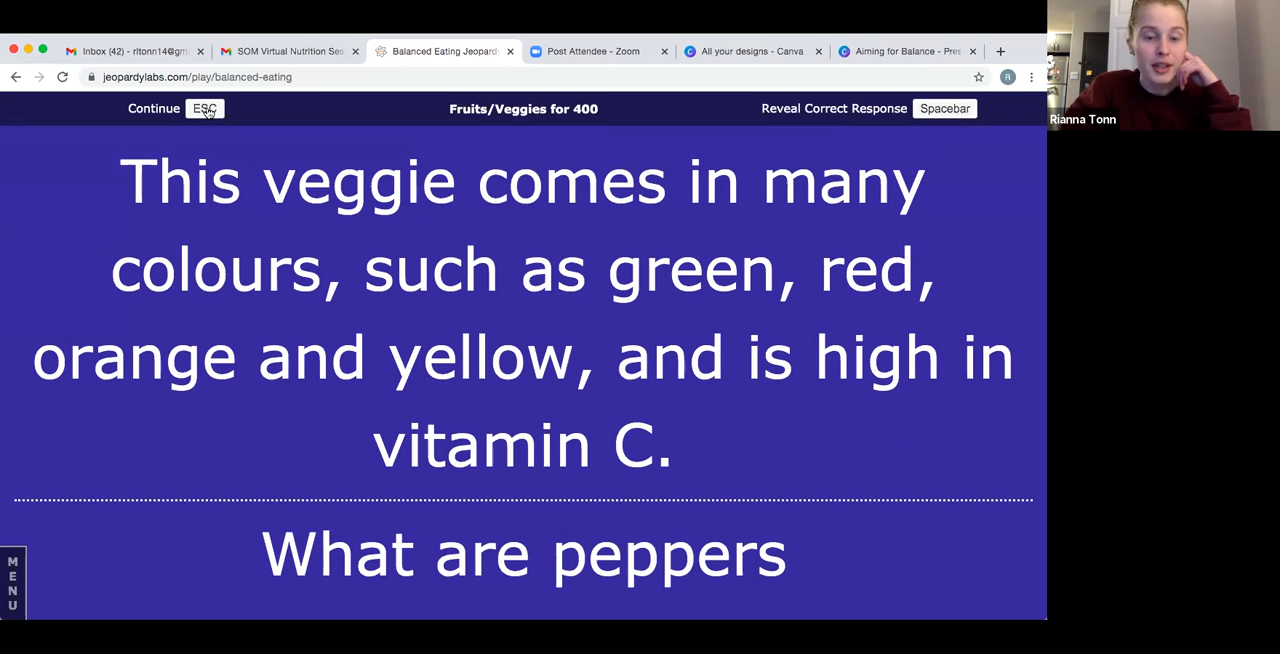 Inbox (42) - rltonn14@gm
SOM Virtual Nutrition Ses
Balanced Eating Jeopardy
Post Attendee - Zoom
All your designs - Canva
Aiming for Balance - Pres
jeopardylabs.com/play/balanced-eating
R
Continue ESC
Fruits/Veggies for 400
Reveal Correct Response Spacebar
Rianna Tonn
This veggie comes in many
colours, such as green, red,
orange and yellow, and is high in
vitamin C.
What are peppers
MENU